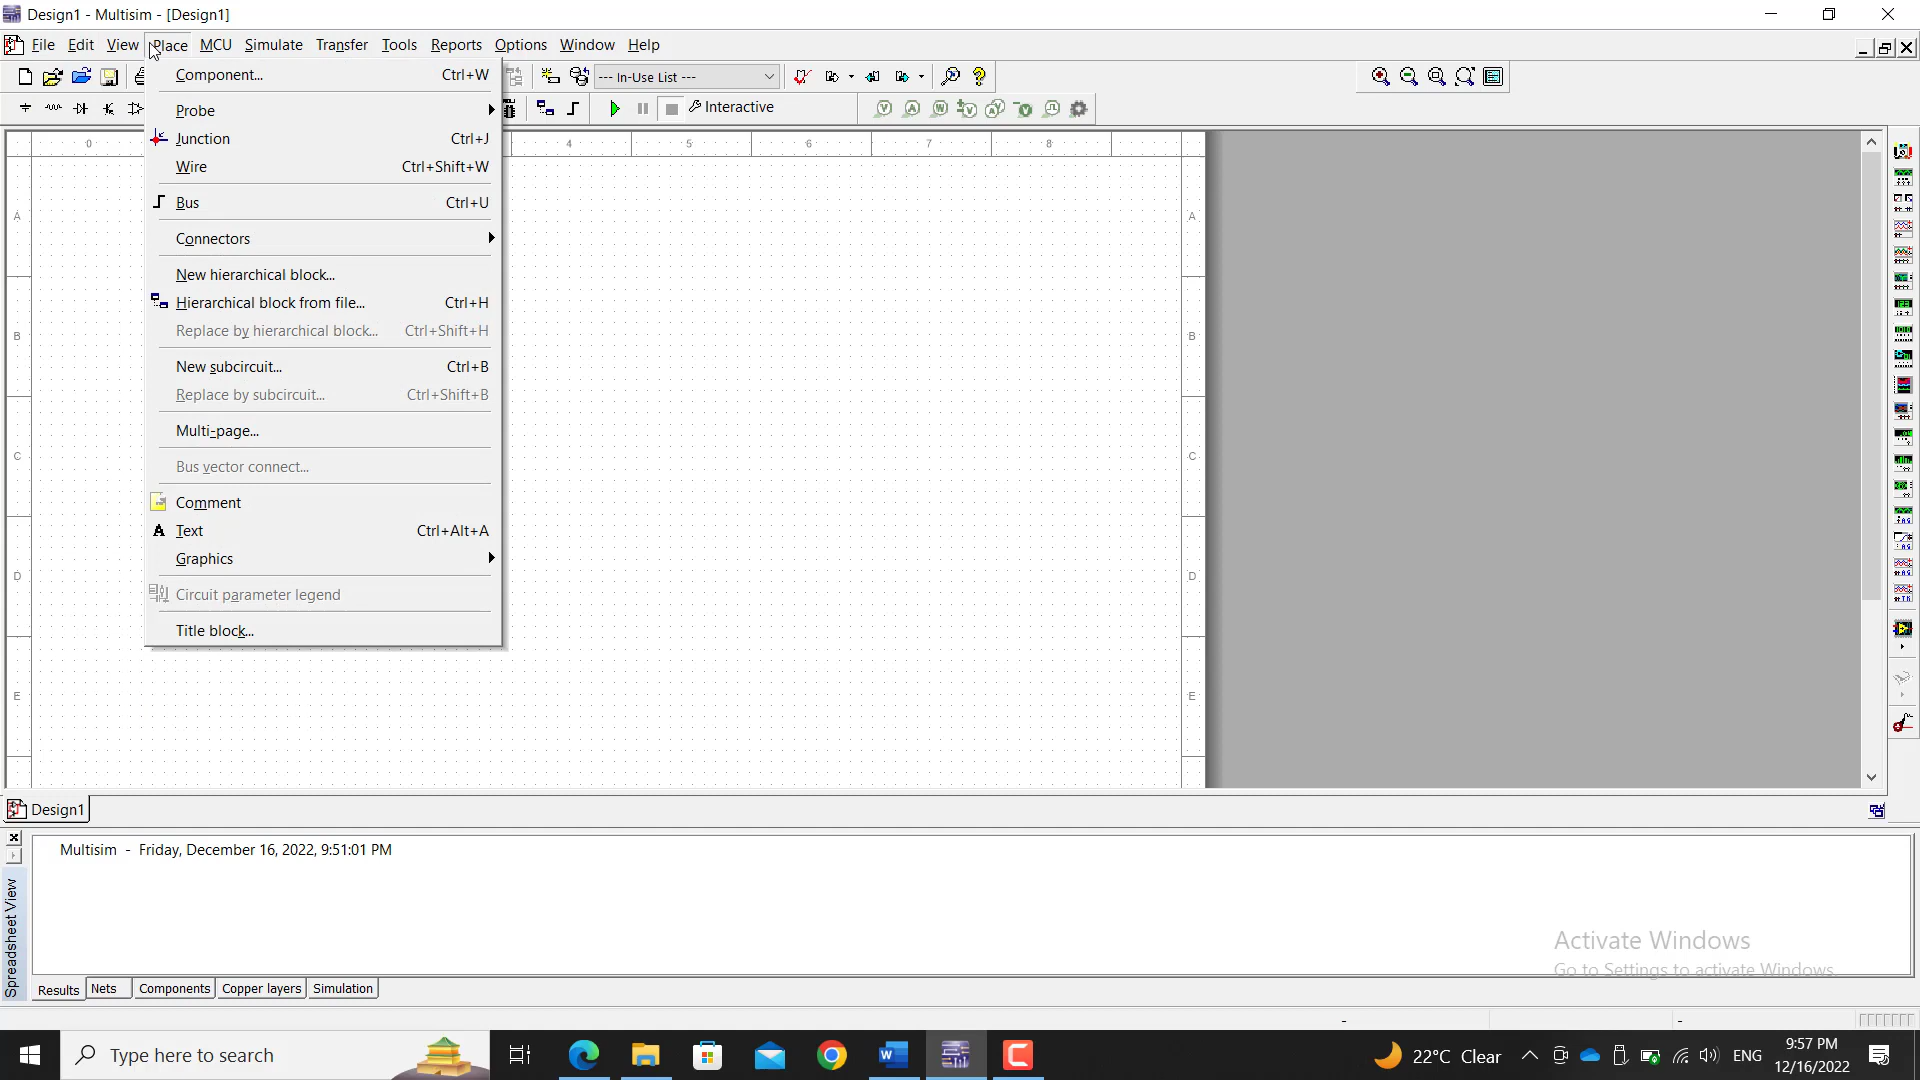 Design1 - Multisim - [Design1]
File Edit View Place MCU Simulate Transfer Tools Reports Options Window Help
Component... Ctrl+W
--- In-Use List ---
Probe
Interactive
Junction Ctrl+J
0 4 5 6 7 8
Wire Ctrl+Shift+W
Bus Ctrl+U
A A
Connectors
New hierarchical block...
Hierarchical block from file... Ctrl+H
Replace by hierarchical block... Ctrl+Shift+H
B B
New subcircuit... Ctrl+B
Replace by subcircuit... Ctrl+Shift+B
Multi-page...
C C
Bus vector connect...
Comment
Text Ctrl+Alt+A
Graphics
D D
Circuit parameter legend
Title block...
E E
Design1
Multisim - Friday, December 16, 2022, 9:51:01 PM
Spreadsheet View
Activate Windows
Go to Settings to activate Windows.
Results Nets Components Copper layers Simulation
- -
Type here to search
22°C Clear
ENG
9:57 PM
12/16/2022